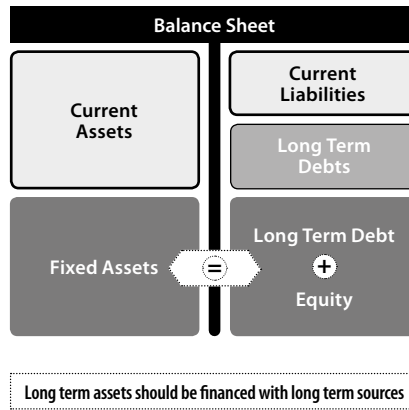 Balance Sheet
Current
Assets
Current
Liabilities
Long Term
Debts
Fixed Assets
=
Long Term Debt
+
Equity
Long term assets should be financed with long term sources